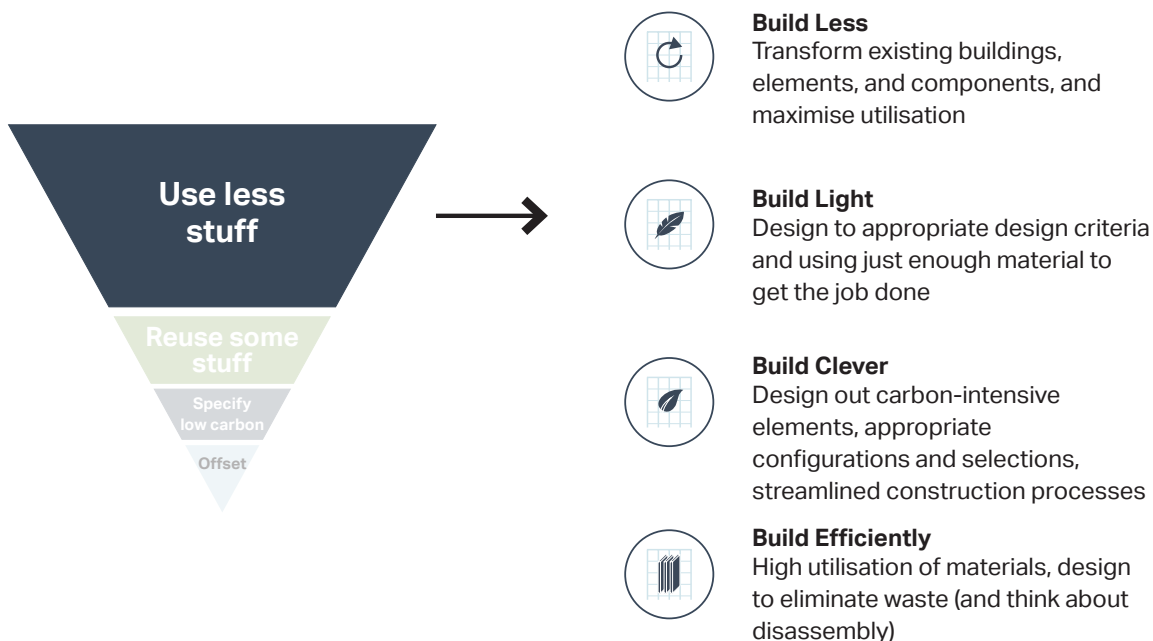 Use less
stuff
Reuse some
stuff
Specify
low carbon
Offset
Build Less
Transform existing buildings,
elements, and components, and
maximise utilisation
Build Light
Design to appropriate design criteria
and using just enough material to
get the job done
Build Clever
Design out carbon-intensive
elements, appropriate
configurations and selections,
streamlined construction processes
Build Efficiently
High utilisation of materials, design
to eliminate waste (and think about
disassembly)